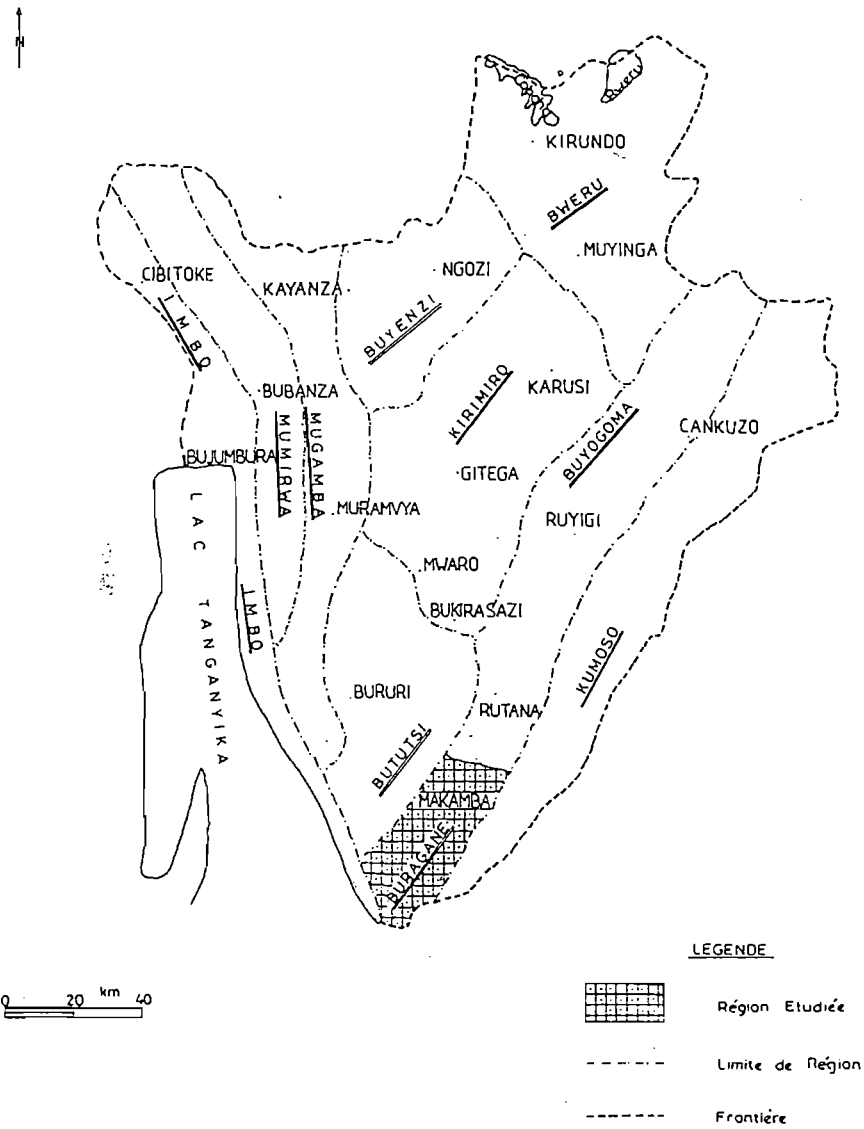 N
Rweru
KIRUNDO
BWERU
MUYINGA
NGOZI
CIBITOKE
KAYANZA
IMBO
BUYENZI
KIRIMIRO
KARUSI
BUBANZA
BUYOGOMA
CANKUZO
BUJUMBURA
MUMIRWA
MUGAMBA
GITEGA
MURAMVYA
RUYIGI
LAC TANGANYIKA
MWARO
IMBO
BUKIRASAZI
KUMOSO
BURURI
RUTANA
BUTUTSI
MAKAMBA
BURAGANE
LEGENDE
km
0 20 40
Région Etudiée
Limite de Région
Frontiére